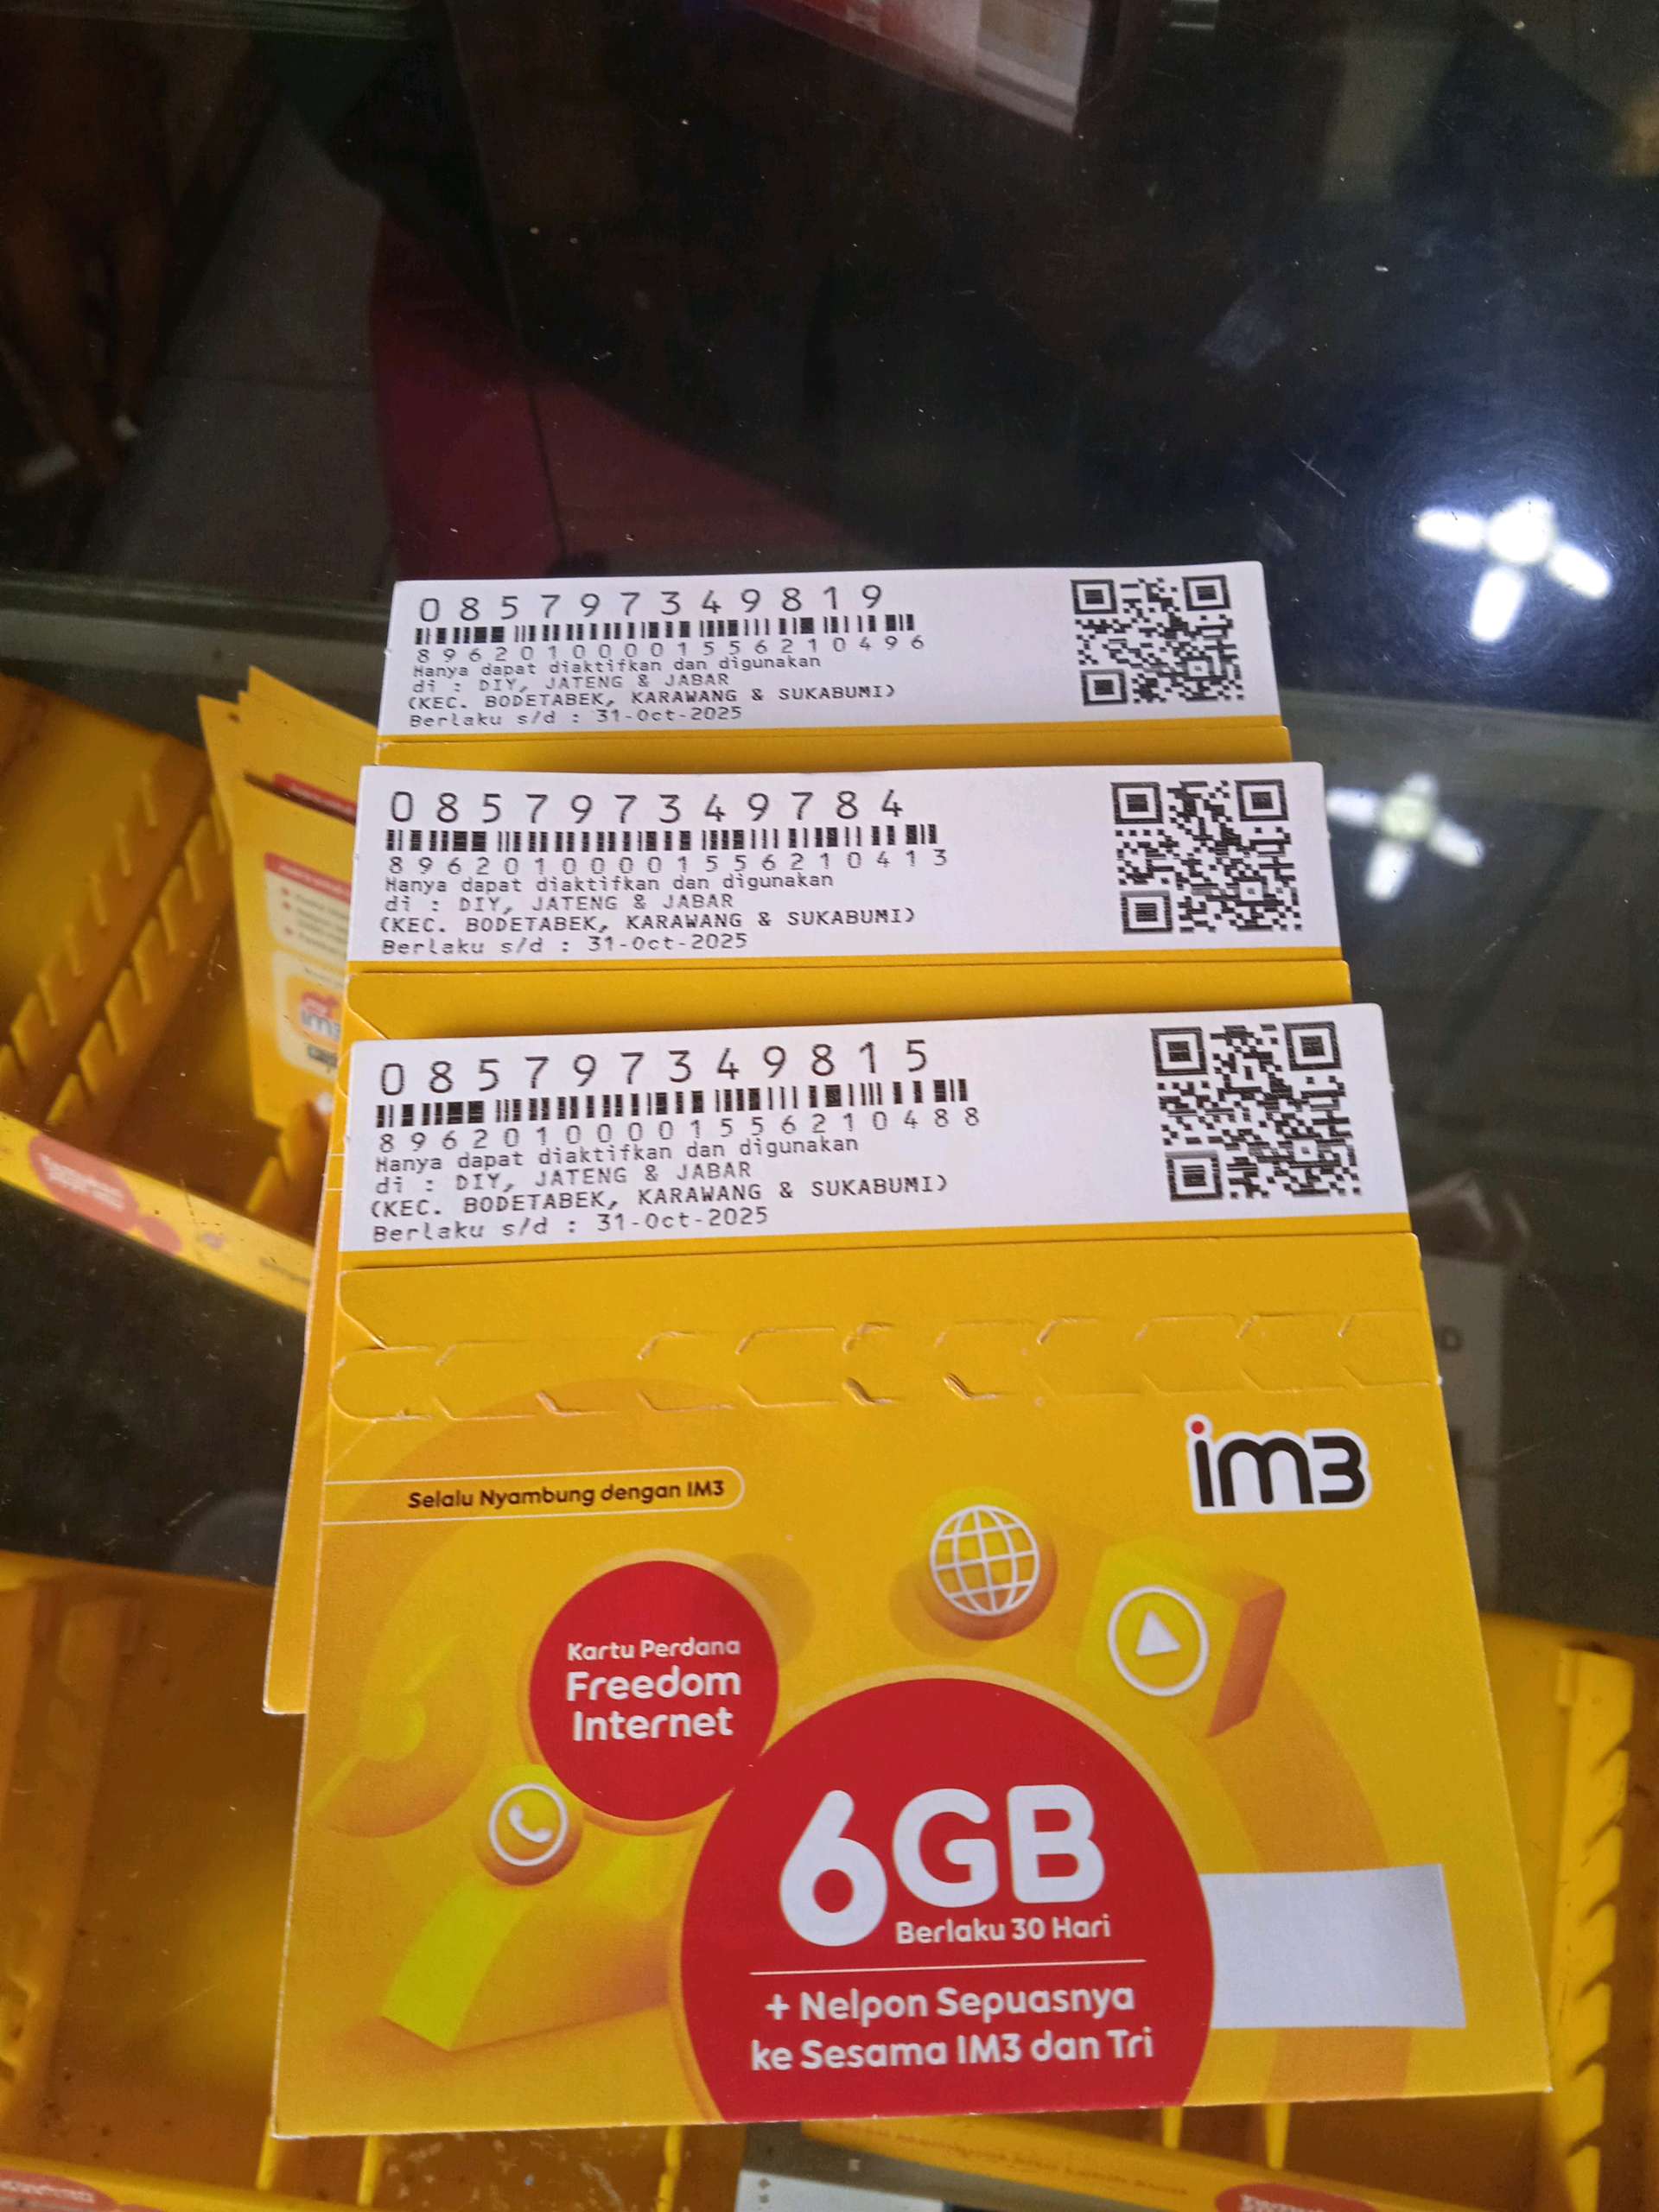 085797349819
8962010000155621049 6
Hanya dapat diaktifkan dan digunakan
di : DIY, JATENG & JABAR
(KEC. BODETABEK, KARAWANG & SUKABUMI)
Berlaku s/d : 31-Oct-2025
085797349784
89620100001556210413
Hanya dapat diaktifkan dan digunakan
di : DIY, JATENG & JABAR
(KEC. BODETABEK, KARAWANG & SUKABUMI)
Berlaku s/d : 31-Oct-2025
085797349815
89620100001556210488
Hanya dapat diaktifkan dan digunakan
di : DIY, JATENG & JABAR
(KEC. BODETABEK, KARAWANG & SUKABUMI)
Berlaku s/d : 31-Oct-2025
im3
Selalu Nyambung dengan IM3
Kartu Perdana
Freedom
Internet
6GB
Berlaku 30 Hari
+ Nelpon Sepuasnya
ke Sesama IM3 dan Tri